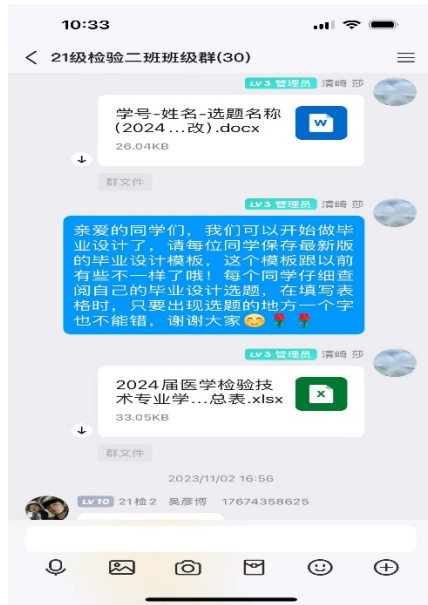 10:33
21级检验二班班级群(30)
LV3 管理员 清崎 莎
学号-姓名-选题名称
(2024...改).docx
W
26.04KB
群文件
LV3 管理员 清崎 莎
亲爱的同学们，我们可以开始做毕
业设计了，请每位同学保存最新版
的毕业设计模板，这个模板跟以前
有些不一样了哦！每个同学仔细查
阅自己的毕业设计选题，在填写表
格时，只要出现选题的地方一个字
也不能错，谢谢大家😊🌹🌹
LV3 管理员 清崎 莎
2024届医学检验技
术专业学...总表.xlsx
X
33.05KB
群文件
2023/11/02 16:56
LV10 21检2 吴彦博 17674358625